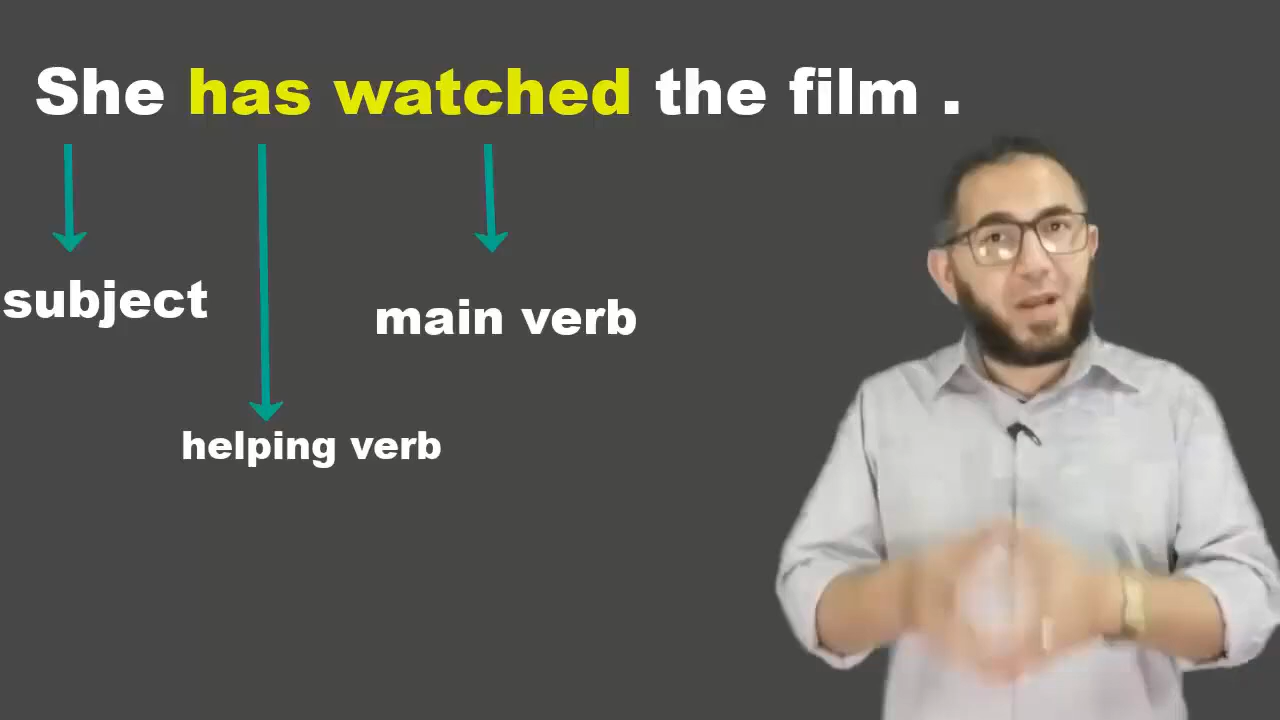 She has watched the film .
subject
main verb
helping verb